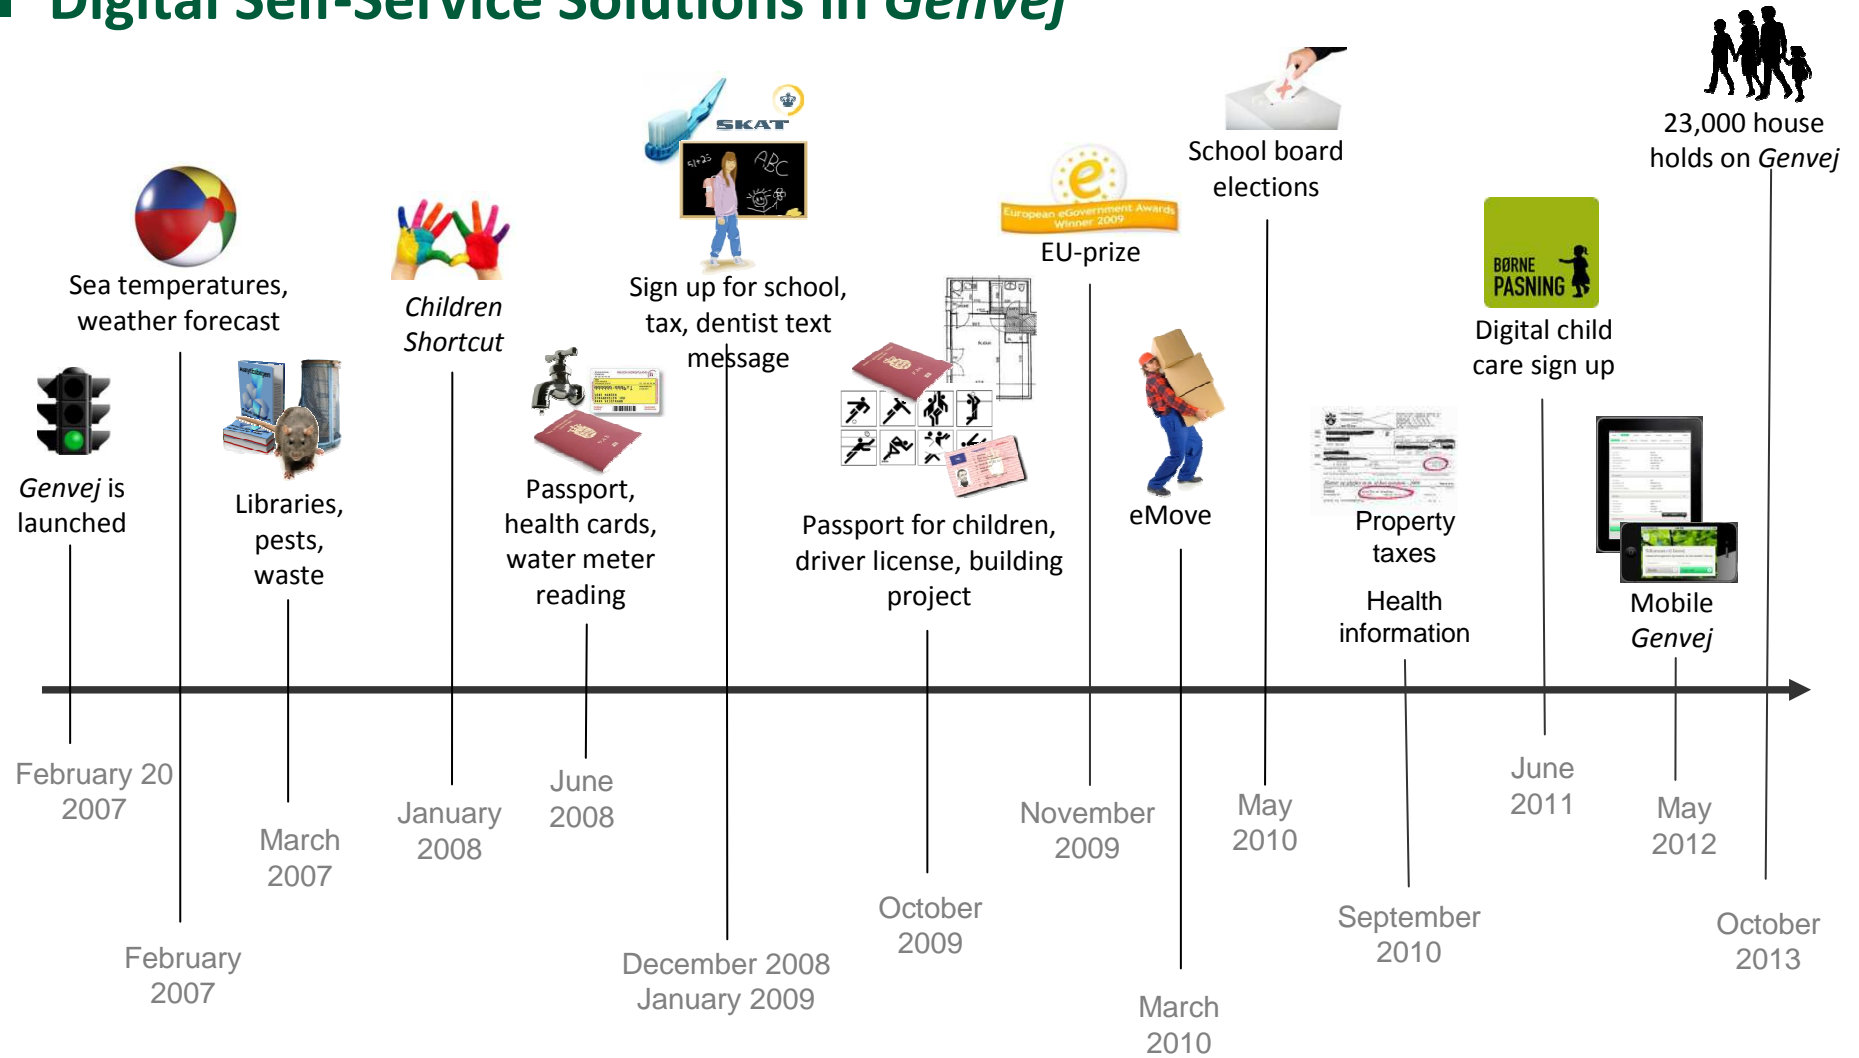 Digital Self-Service Solutions in Genvej
23,000 house
holds on Genvej
School board
elections
SKAT
51+25
ABC
e
European eGovernment Awards
Winner 2009
EU-prize
Sea temperatures,
weather forecast
Children
Shortcut
Sign up for school,
tax, dentist text
message
BØRNE
PASNING
Digital child
care sign up
Genvej is
launched
Libraries,
pests,
waste
Passport,
health cards,
water meter
reading
Passport for children,
driver license, building
project
eMove
Property
taxes
Health
information
Mobile
Genvej
February 20
2007
February
2007
March
2007
January
2008
June
2008
December 2008
January 2009
October
2009
November
2009
March
2010
May
2010
September
2010
June
2011
May
2012
October
2013